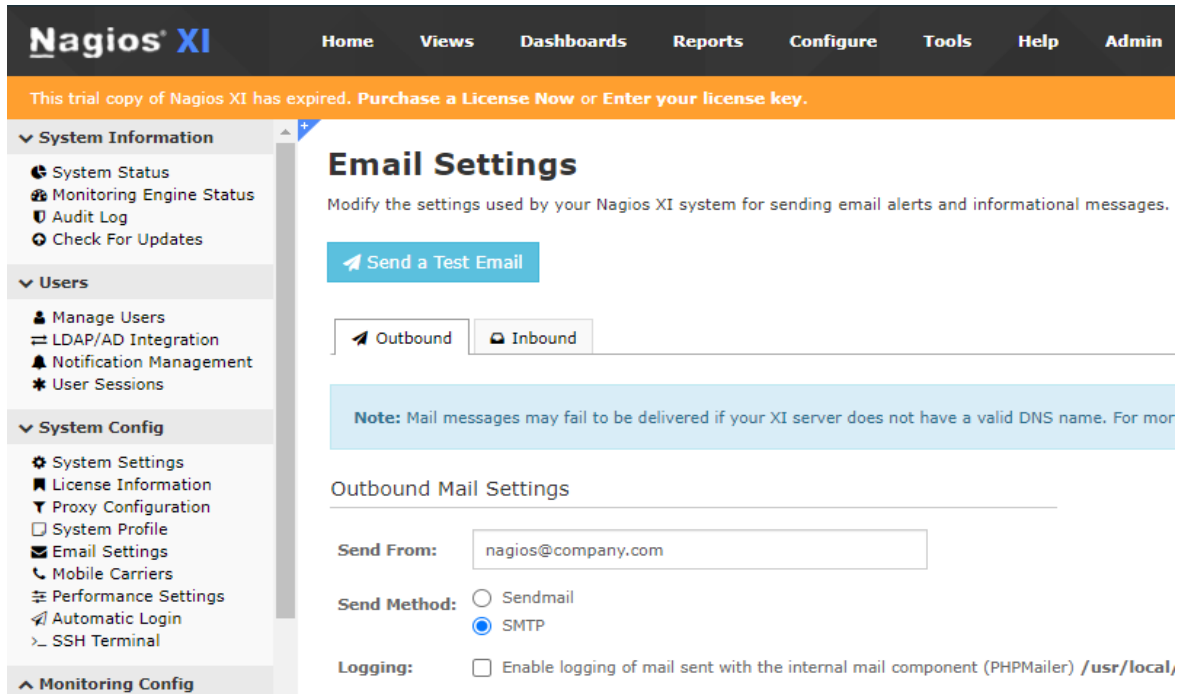 Nagios® XI
Home Views Dashboards Reports Configure Tools Help Admin
This trial copy of Nagios XI has expired. Purchase a License Now or Enter your license key.
System Information
System Status
Monitoring Engine Status
Audit Log
Check For Updates
Users
Manage Users
LDAP/AD Integration
Notification Management
User Sessions
System Config
System Settings
License Information
Proxy Configuration
System Profile
Email Settings
Mobile Carriers
Performance Settings
Automatic Login
SSH Terminal
Monitoring Config
Email Settings
Modify the settings used by your Nagios XI system for sending email alerts and informational messages.
Send a Test Email
Outbound Inbound
Note: Mail messages may fail to be delivered if your XI server does not have a valid DNS name. For mor
Outbound Mail Settings
Send From: nagios@company.com
Send Method: Sendmail
SMTP
Logging: Enable logging of mail sent with the internal mail component (PHPMailer) /usr/local/